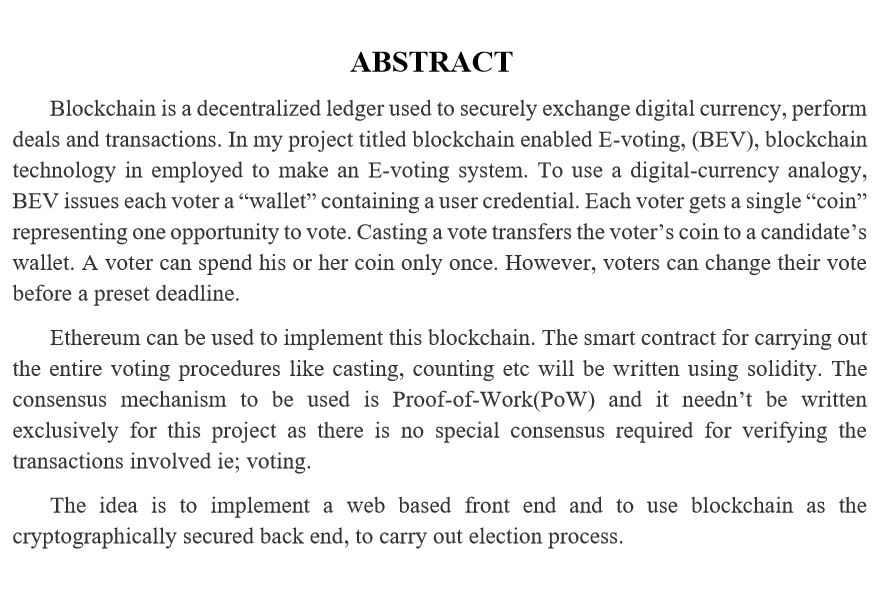 ABSTRACT
Blockchain is a decentralized ledger used to securely exchange digital currency, perform
deals and transactions. In my project titled blockchain enabled E-voting, (BEV), blockchain
technology in employed to make an E-voting system. To use a digital-currency analogy,
BEV issues each voter a “wallet” containing a user credential. Each voter gets a single “coin”
representing one opportunity to vote. Casting a vote transfers the voter’s coin to a candidate’s
wallet. A voter can spend his or her coin only once. However, voters can change their vote
before a preset deadline.
Ethereum can be used to implement this blockchain. The smart contract for carrying out
the entire voting procedures like casting, counting etc will be written using solidity. The
consensus mechanism to be used is Proof-of-Work(PoW) and it needn’t be written
exclusively for this project as there is no special consensus required for verifying the
transactions involved ie; voting.
The idea is to implement a web based front end and to use blockchain as the
cryptographically secured back end, to carry out election process.